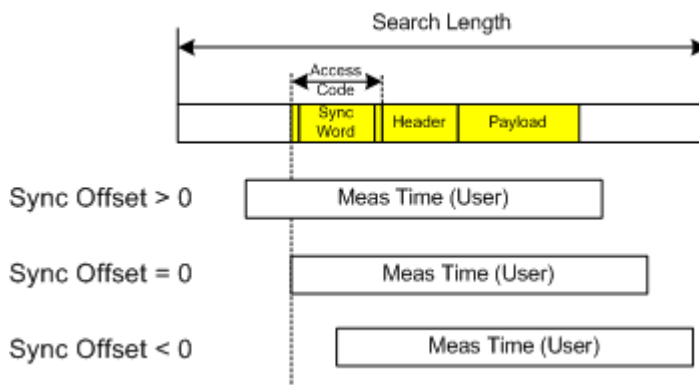 Search Length
Access
Code
Sync
Word
Header
Payload
Sync Offset > 0
Meas Time (User)
Sync Offset = 0
Meas Time (User)
Sync Offset < 0
Meas Time (User)